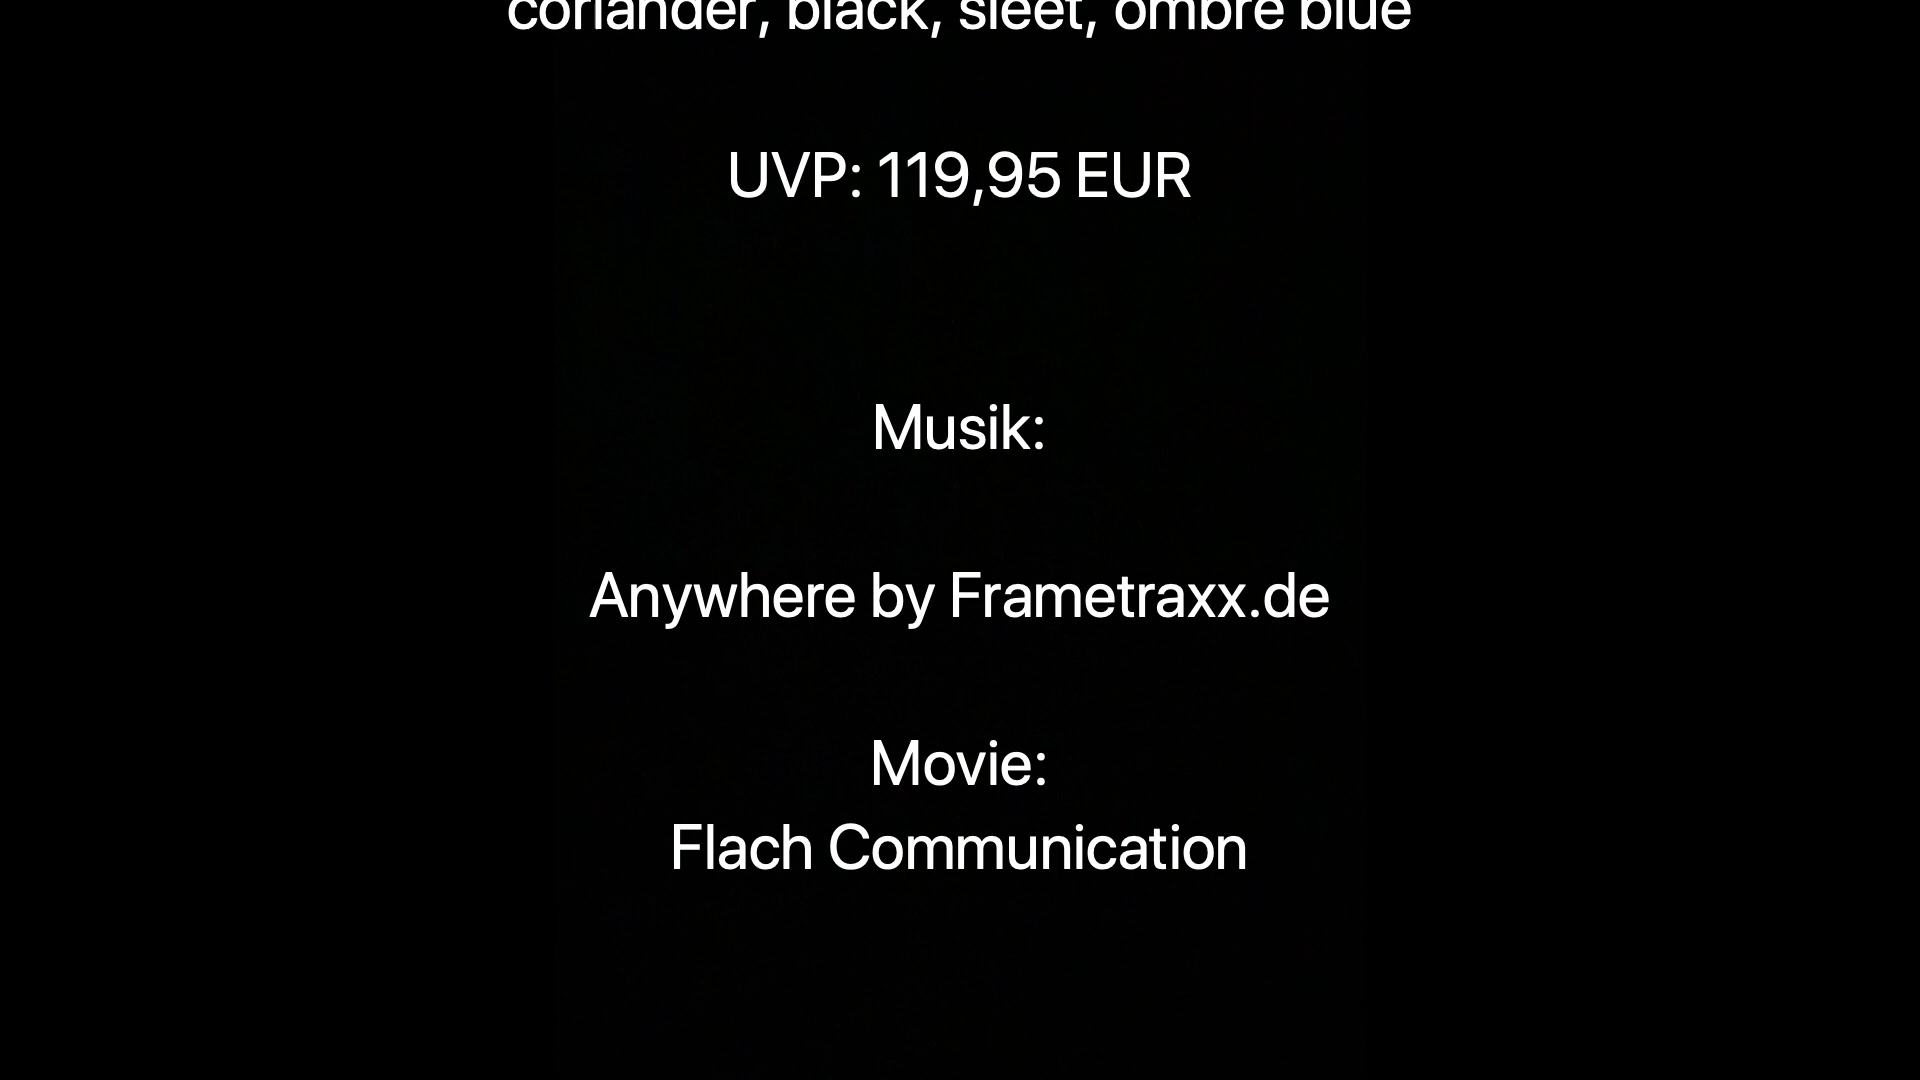 coriander, black, sleet, ombre blue
UVP: 119,95 EUR
Musik:
Anywhere by Frametraxx.de
Movie:
Flach Communication